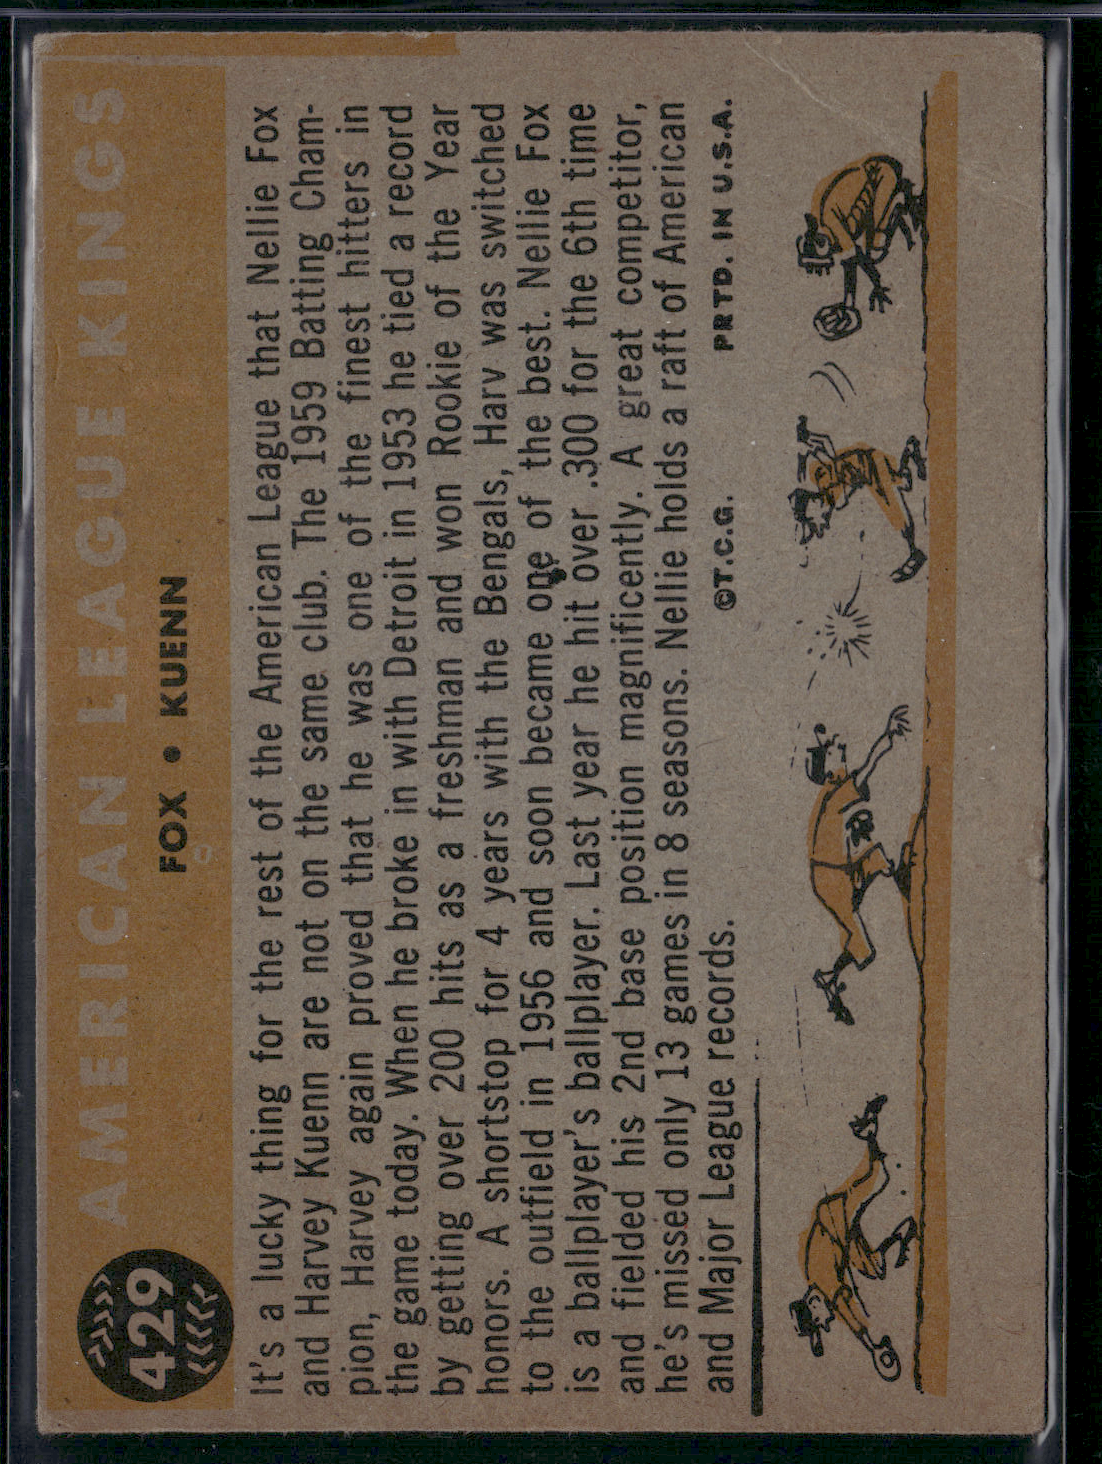 429
AMERICAN LEAGUE KINGS
FOX • KUENN
It's a lucky thing for the rest of the American League that Nellie Fox
and Harvey Kuenn are not on the same club. The 1959 Batting Cham-
pion, Harvey again proved that he was one of the finest hitters in
the game today. When he broke in with Detroit in 1953 he tied a record
by getting over 200 hits as a freshman and won Rookie of the Year
honors. A shortstop for 4 years with the Bengals, Harv was switched
to the outfield in 1956 and soon became one of the best. Nellie Fox
is a ballplayer's ballplayer. Last year he hit over .300 for the 6th time
and fielded his 2nd base position magnificently. A great competitor,
he's missed only 13 games in 8 seasons. Nellie holds a raft of American
and Major League records.
©T.C.G.
PRTD. IN U.S.A.